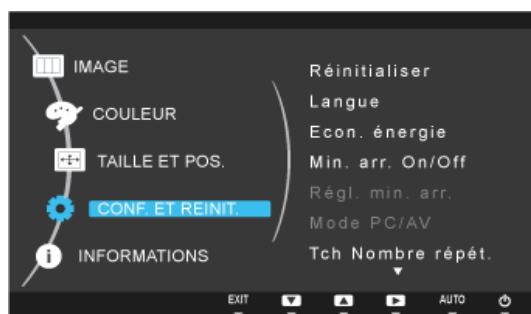 IMAGE
COULEUR
TAILLE ET POS.
CONF. ET REINIT.
INFORMATIONS
Réinitialiser
Langue
Econ. énergie
Min. arr. On/Off
Régl. min. arr.
Mode PC/AV
Tch Nombre répét.
EXIT
AUTO